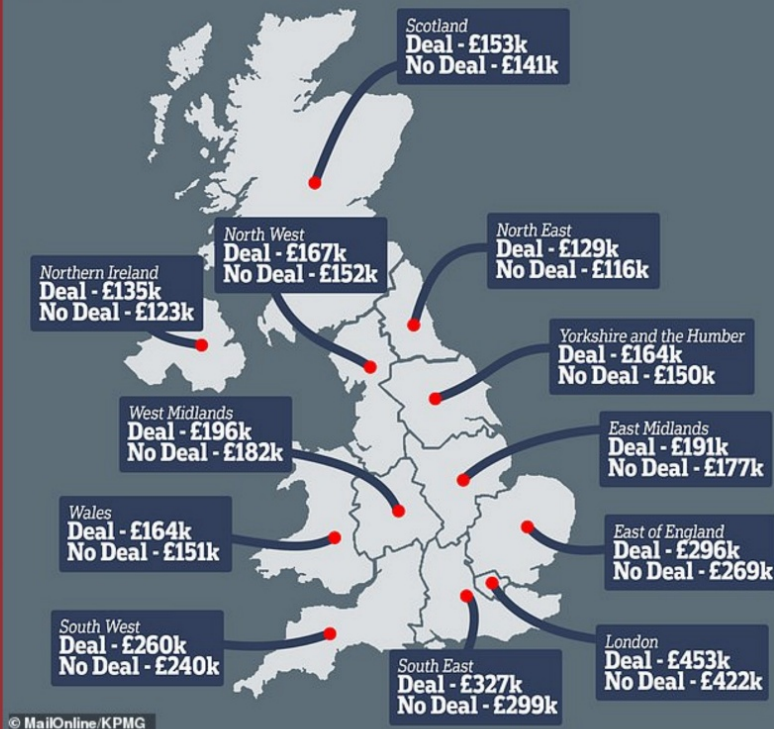 Scotland
Deal - £153k
No Deal - £141k
North West
Deal - £167k
No Deal - £152k
North East
Deal - £129k
No Deal - £116k
Northern Ireland
Deal - £135k
No Deal - £123k
Yorkshire and the Humber
Deal - £164k
No Deal - £150k
West Midlands
Deal - £196k
No Deal - £182k
East Midlands
Deal - £191k
No Deal - £177k
Wales
Deal - £164k
No Deal - £151k
East of England
Deal - £296k
No Deal - £269k
South West
Deal - £260k
No Deal - £240k
London
Deal - £453k
No Deal - £422k
South East
Deal - £327k
No Deal - £299k
© MailOnline/KPMG